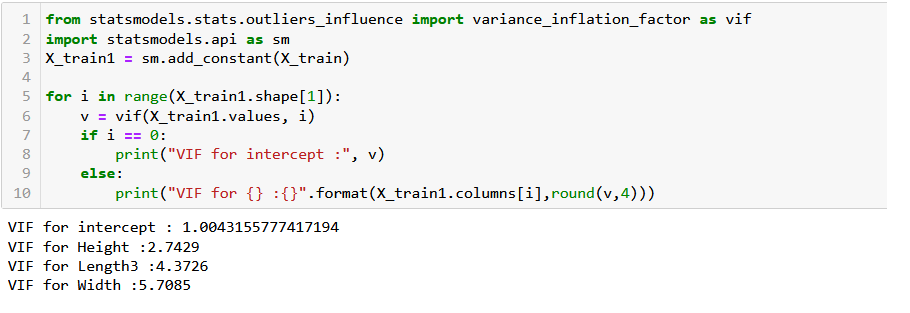 1 from statsmodels.stats.outliers_influence import variance_inflation_factor as vif
2 import statsmodels.api as sm
3 X_train1 = sm.add_constant(X_train)
4
5 for i in range(X_train1.shape[1]):
6     v = vif(X_train1.values, i)
7     if i == 0:
8         print("VIF for intercept :", v)
9     else:
10         print("VIF for {} :{}".format(X_train1.columns[i],round(v,4)))
VIF for intercept : 1.0043155777417194
VIF for Height :2.7429
VIF for Length3 :4.3726
VIF for Width :5.7085